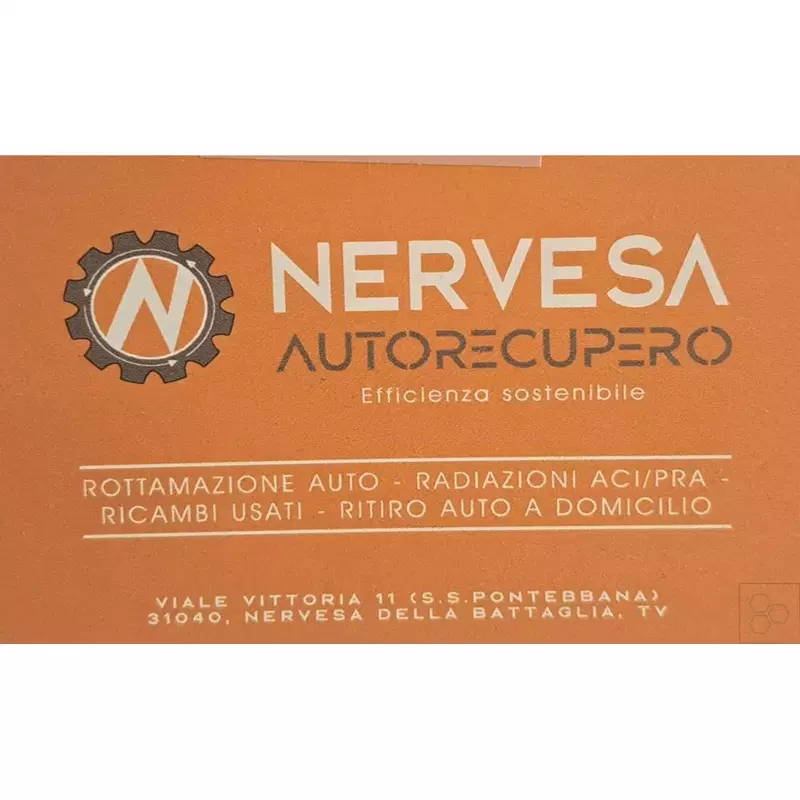 N
NERVESA
AUTORECUPERO
Efficienza sostenibile
ROTTAMAZIONE AUTO - RADIAZIONI ACI/PRA -
RICAMBI USATI - RITIRO AUTO A DOMICILIO
VIALE VITTORIA 11 (S.S.PONTEBBANA)
31040, NERVESA DELLA BATTAGLIA, TV